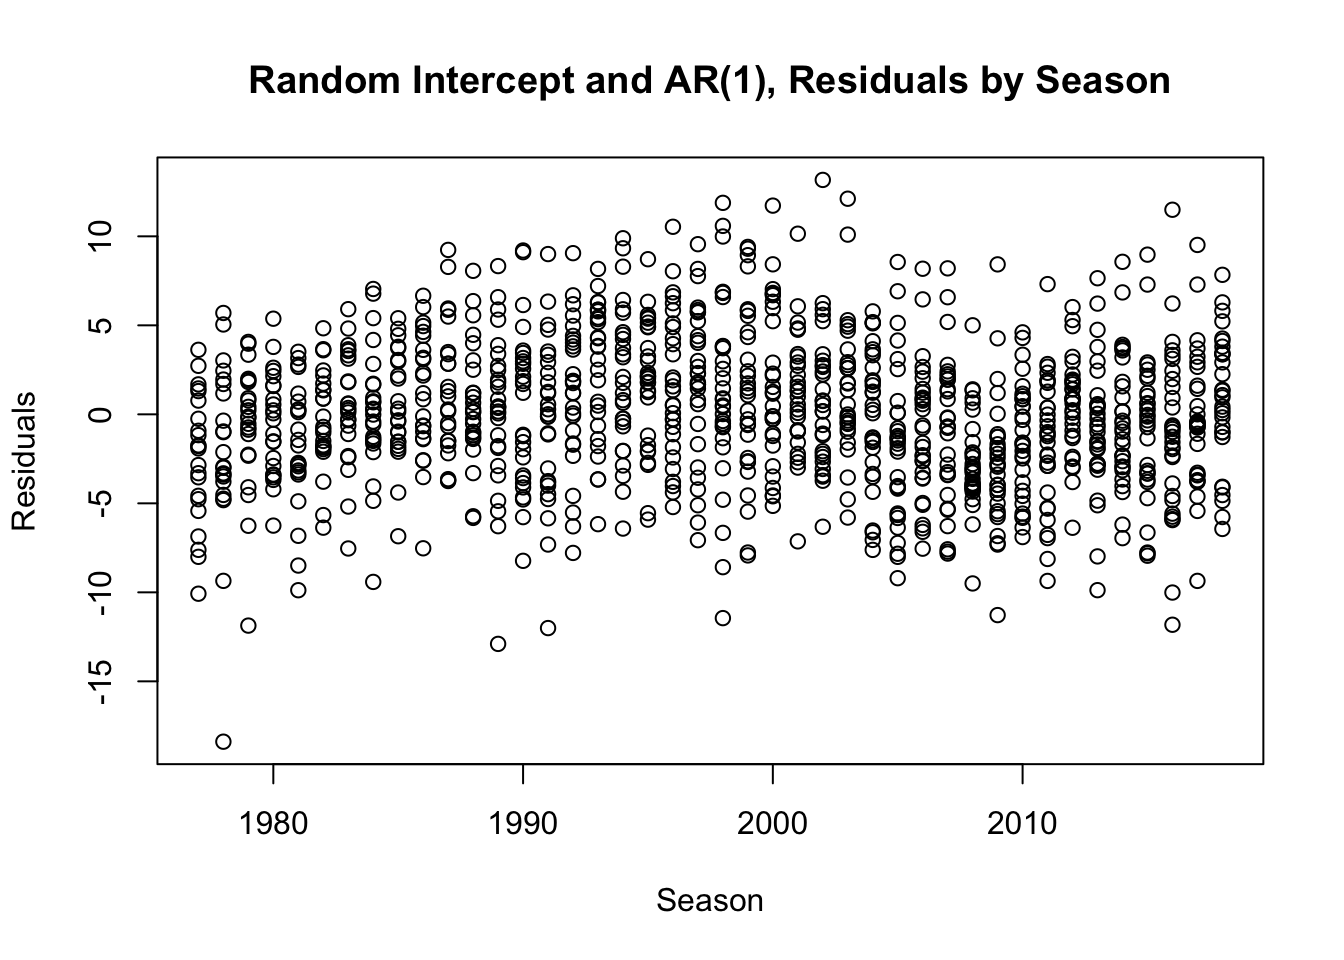 Random Intercept and AR(1), Residuals by Season
Residuals
10
5
0
-5
-10
-15
1980 1990 2000 2010
Season